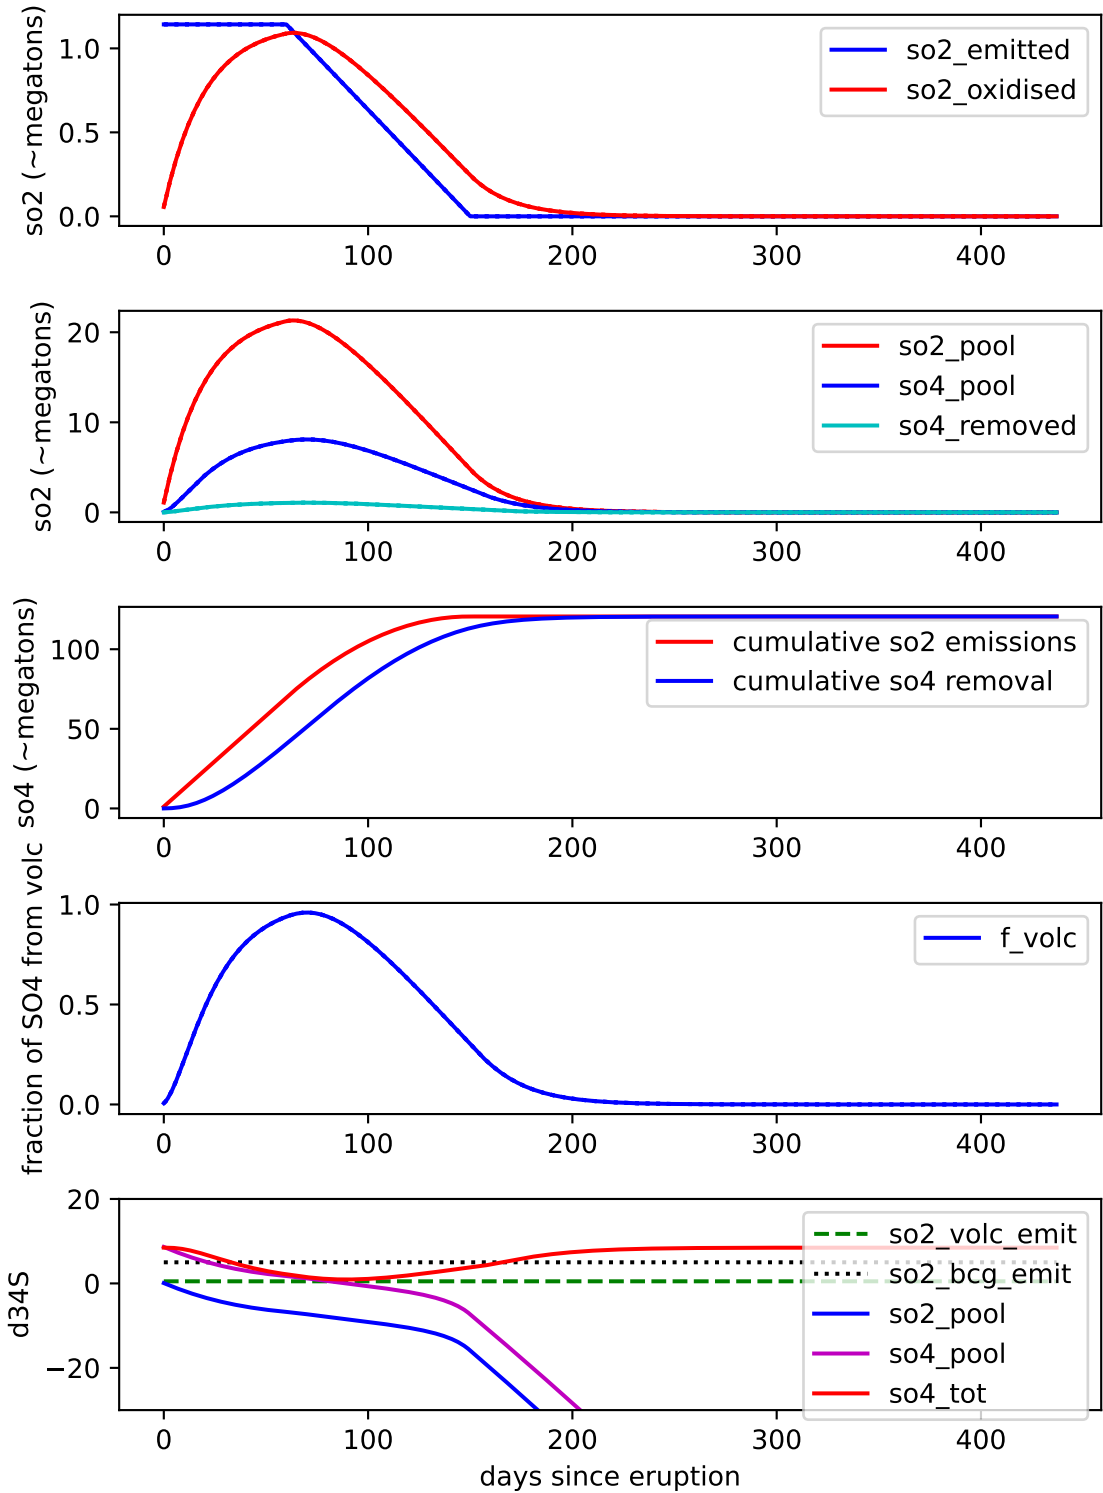 so2 (~megatons)
1.0
0.5
0.0
so2_emitted
so2_oxidised
0 100 200 300 400
so2 (~megatons)
20
10
0
so2_pool
so4_pool
so4_removed
0 100 200 300 400
so4 (~megatons)
100
50
0
cumulative so2 emissions
cumulative so4 removal
0 100 200 300 400
fraction of SO4 from volc
1.0
0.5
0.0
f_volc
0 100 200 300 400
d34S
20
0
−20
so2_volc_emit
so2_bcg_emit
so2_pool
so4_pool
so4_tot
0 100 200 300 400
days since eruption